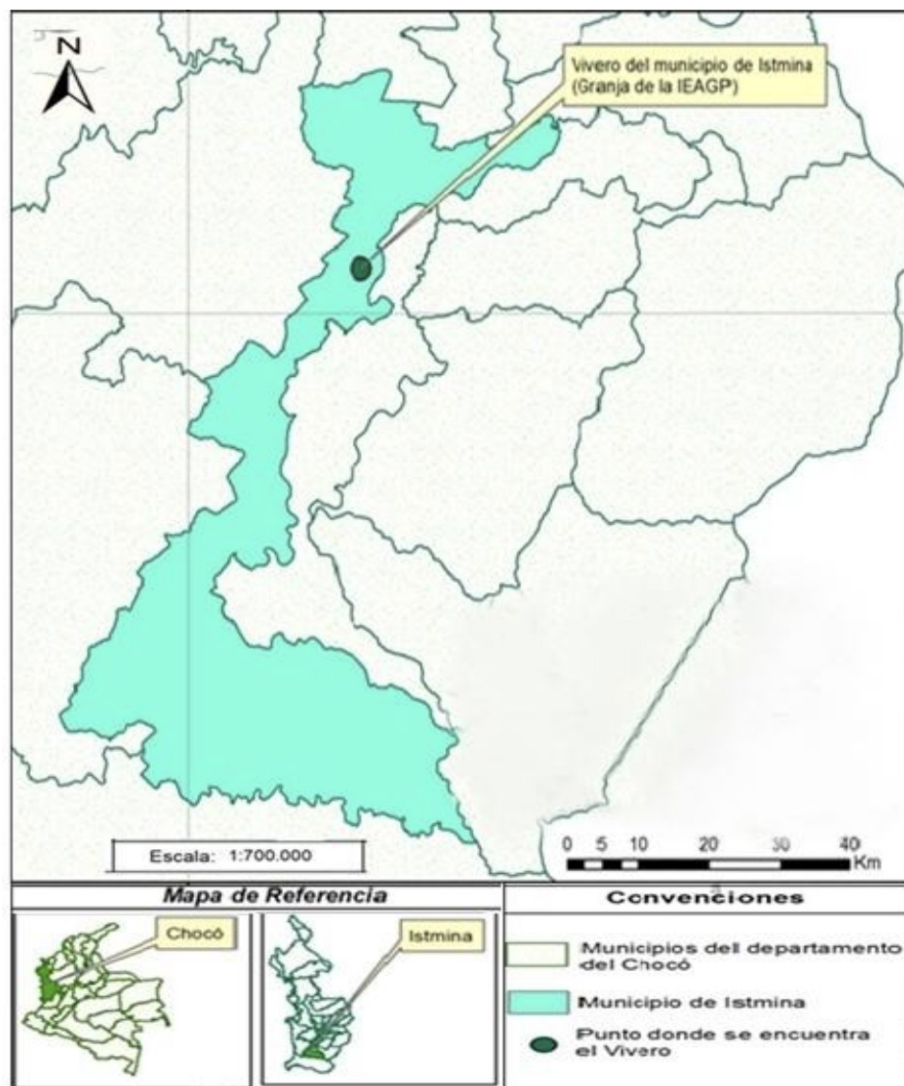 N
Vivero del municipio de Istmina
(Granja de la IEAGP)
Escala: 1:700.000
0 5 10 20 30 40
Km
Mapa de Referencia
Chocó
Istmina
Convenciones
Municipios dell departamento
del Chocó
Municipio de Istmina
Punto donde se encuentra
el Vivero